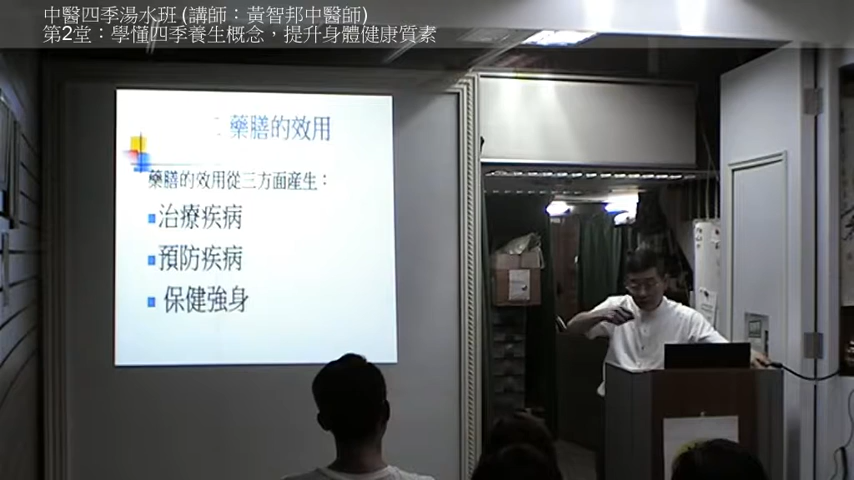 中醫四季湯水班 (講師：黃智邦中醫師)
第2堂：學懂四季養生概念，提升身體健康質素
藥膳的效用
藥膳的效用從三方面產生：
治療疾病
預防疾病
保健強身